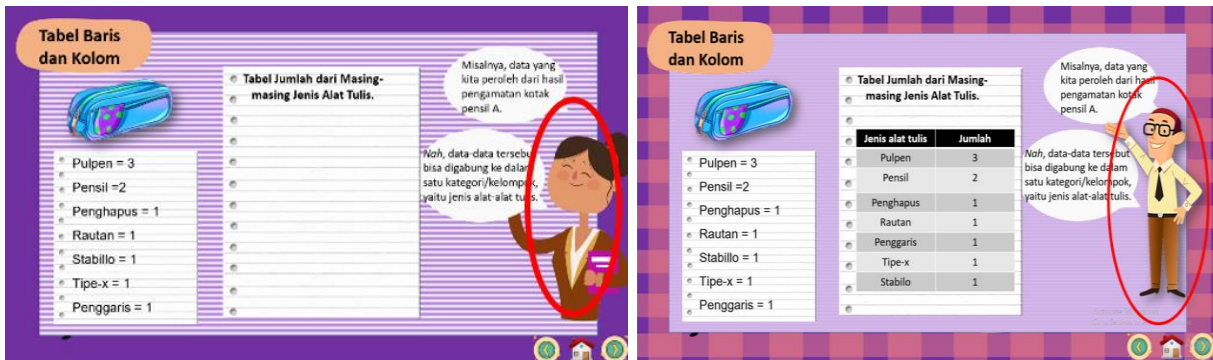 Tabel Baris
dan Kolom
Tabel Jumlah dari Masing-
masing Jenis Alat Tulis.
Misalnya, data yang
kita peroleh dari hasil
pengamatan kotak
pensil A.
Nah, data-data tersebut
bisa digabung ke dalam
satu kategori/kelompok,
yaitu jenis alat-alat tulis.
Pulpen = 3
Pensil =2
Penghapus = 1
Rautan = 1
Stabillo = 1
Tipe-x = 1
Penggaris = 1
Tabel Baris
dan Kolom
Tabel Jumlah dari Masing-
masing Jenis Alat Tulis.
Misalnya, data yang
kita peroleh dari hasil
pengamatan kotak
pensil A.
Nah, data-data tersebut
bisa digabung ke dalam
satu kategori/kelompok,
yaitu jenis alat-alat tulis.
Pulpen = 3
Pensil =2
Penghapus = 1
Rautan = 1
Stabillo = 1
Tipe-x = 1
Penggaris = 1
Jenis alat tulis Jumlah
Pulpen 3
Pensil 2
Penghapus 1
Rautan 1
Penggaris 1
Tipe-x 1
Stabilo 1